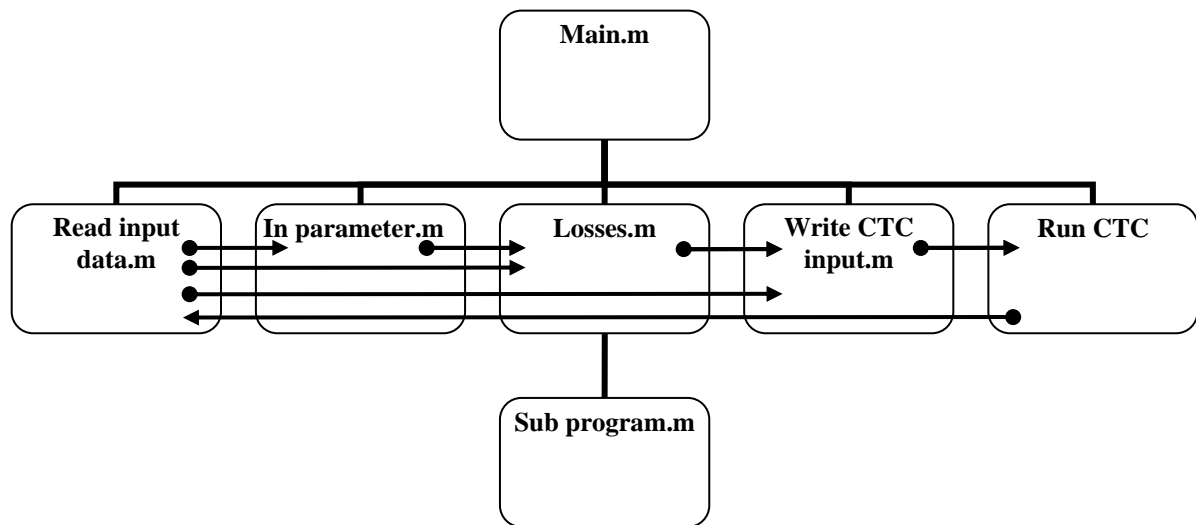 Main.m
Read input
data.m
In parameter.m
Losses.m
Write CTC
input.m
Run CTC
Sub program.m